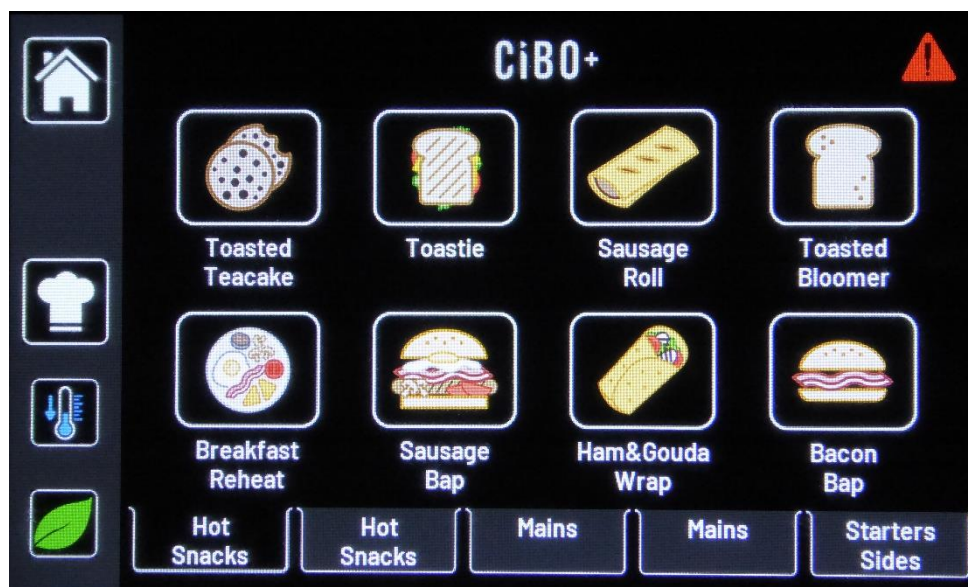 CiBO+
Toasted
Teacake
Toastie
Sausage
Roll
Toasted
Bloomer
Breakfast
Reheat
Sausage
Bap
Ham&Gouda
Wrap
Bacon
Bap
Hot
Snacks
Hot
Snacks
Mains
Mains
Starters
Sides